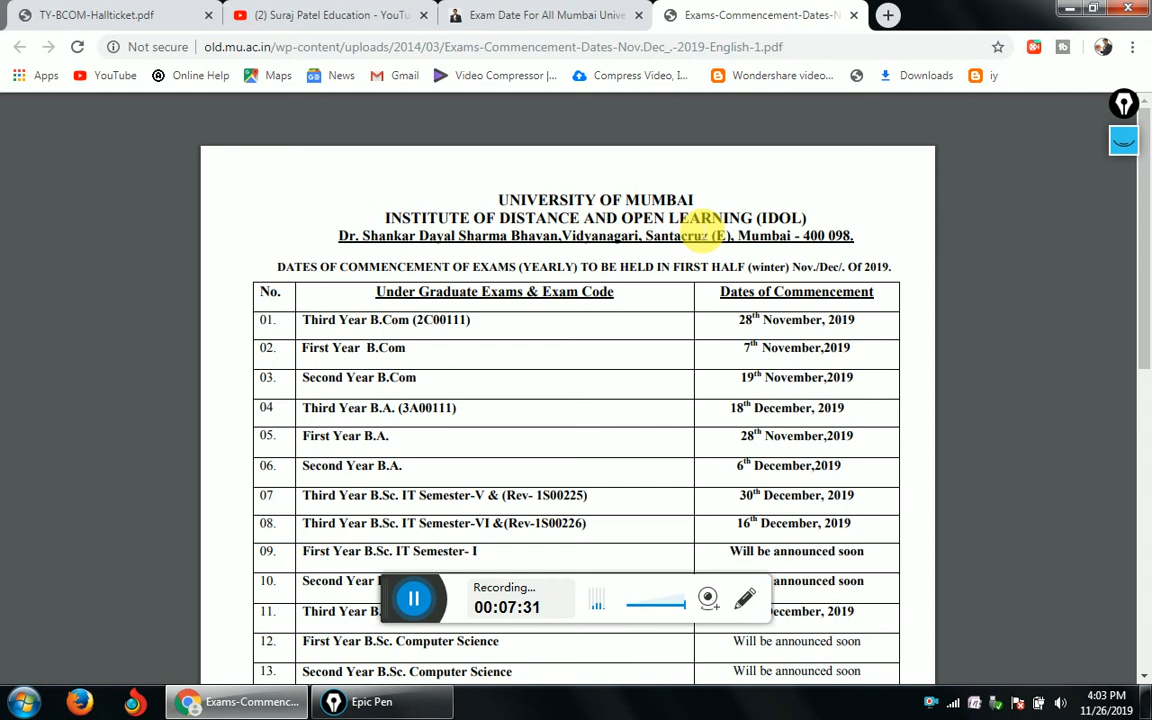 TY-BCOM-Hallticket.pdf
(2) Suraj Patel Education - YouTu
Exam Date For All Mumbai Unive
Exams-Commencement-Dates-N
Not secure
old.mu.ac.in/wp-content/uploads/2014/03/Exams-Commencement-Dates-Nov.Dec_.-2019-English-1.pdf
Apps YouTube Online Help Maps News Gmail Video Compressor |... Compress Video, I... Wondershare video... Downloads iy
UNIVERSITY OF MUMBAI
INSTITUTE OF DISTANCE AND OPEN LEARNING (IDOL)
Dr. Shankar Dayal Sharma Bhavan,Vidyanagari, Santacruz (E), Mumbai - 400 098.
DATES OF COMMENCEMENT OF EXAMS (YEARLY) TO BE HELD IN FIRST HALF (winter) Nov./Dec/. Of 2019.
No. Under Graduate Exams & Exam Code Dates of Commencement
01. Third Year B.Com (2C00111) 28th November, 2019
02. First Year B.Com 7th November,2019
03. Second Year B.Com 19th November,2019
04 Third Year B.A. (3A00111) 18th December, 2019
05. First Year B.A. 28th November,2019
06. Second Year B.A. 6th December,2019
07 Third Year B.Sc. IT Semester-V & (Rev- 1S00225) 30th December, 2019
08. Third Year B.Sc. IT Semester-VI &(Rev-1S00226) 16th December, 2019
09. First Year B.Sc. IT Semester- I Will be announced soon
10. Second Year announced soon
11. Third Year B. December, 2019
12. First Year B.Sc. Computer Science Will be announced soon
13. Second Year B.Sc. Computer Science Will be announced soon
Recording...
00:07:31
Exams-Commenc...
Epic Pen
4:03 PM
11/26/2019